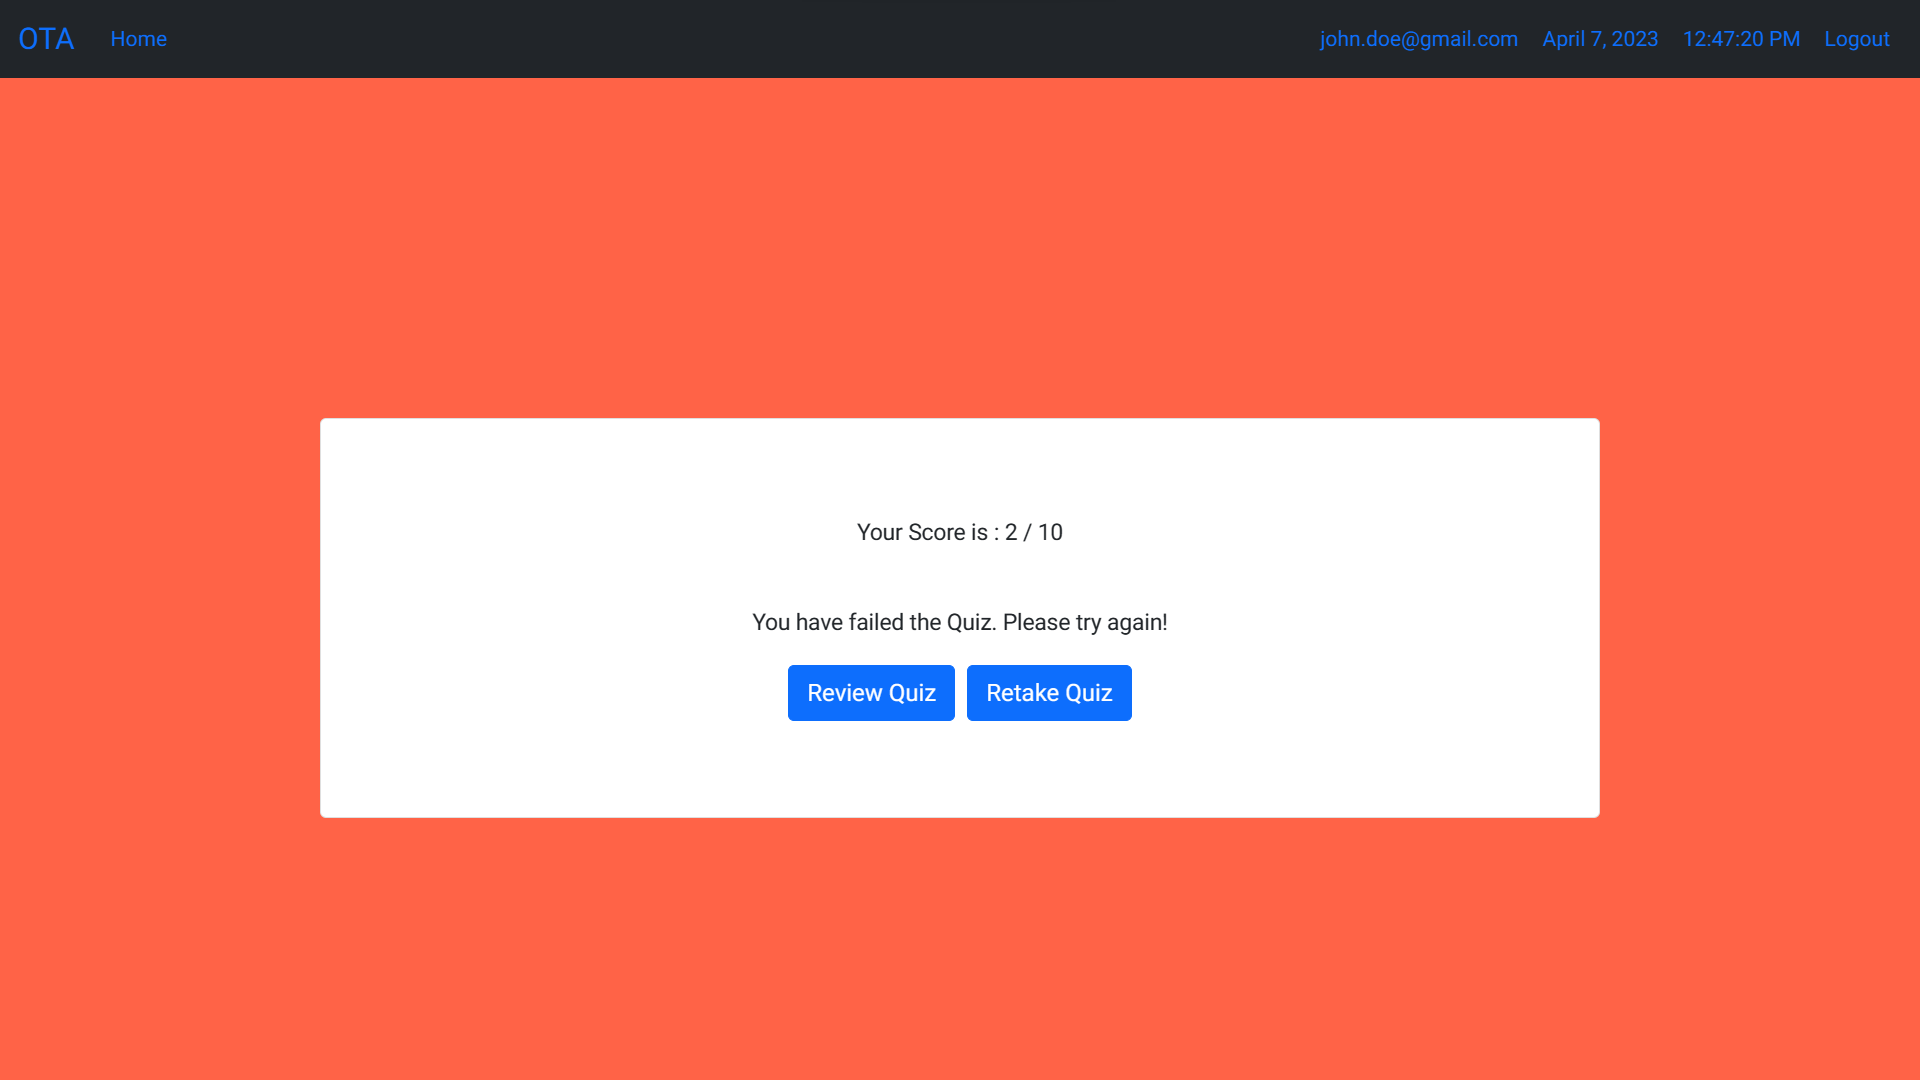 OTA Home john.doe@gmail.com April 7, 2023 12:47:20 PM Logout
Your Score is : 2 / 10
You have failed the Quiz. Please try again!
Review Quiz Retake Quiz